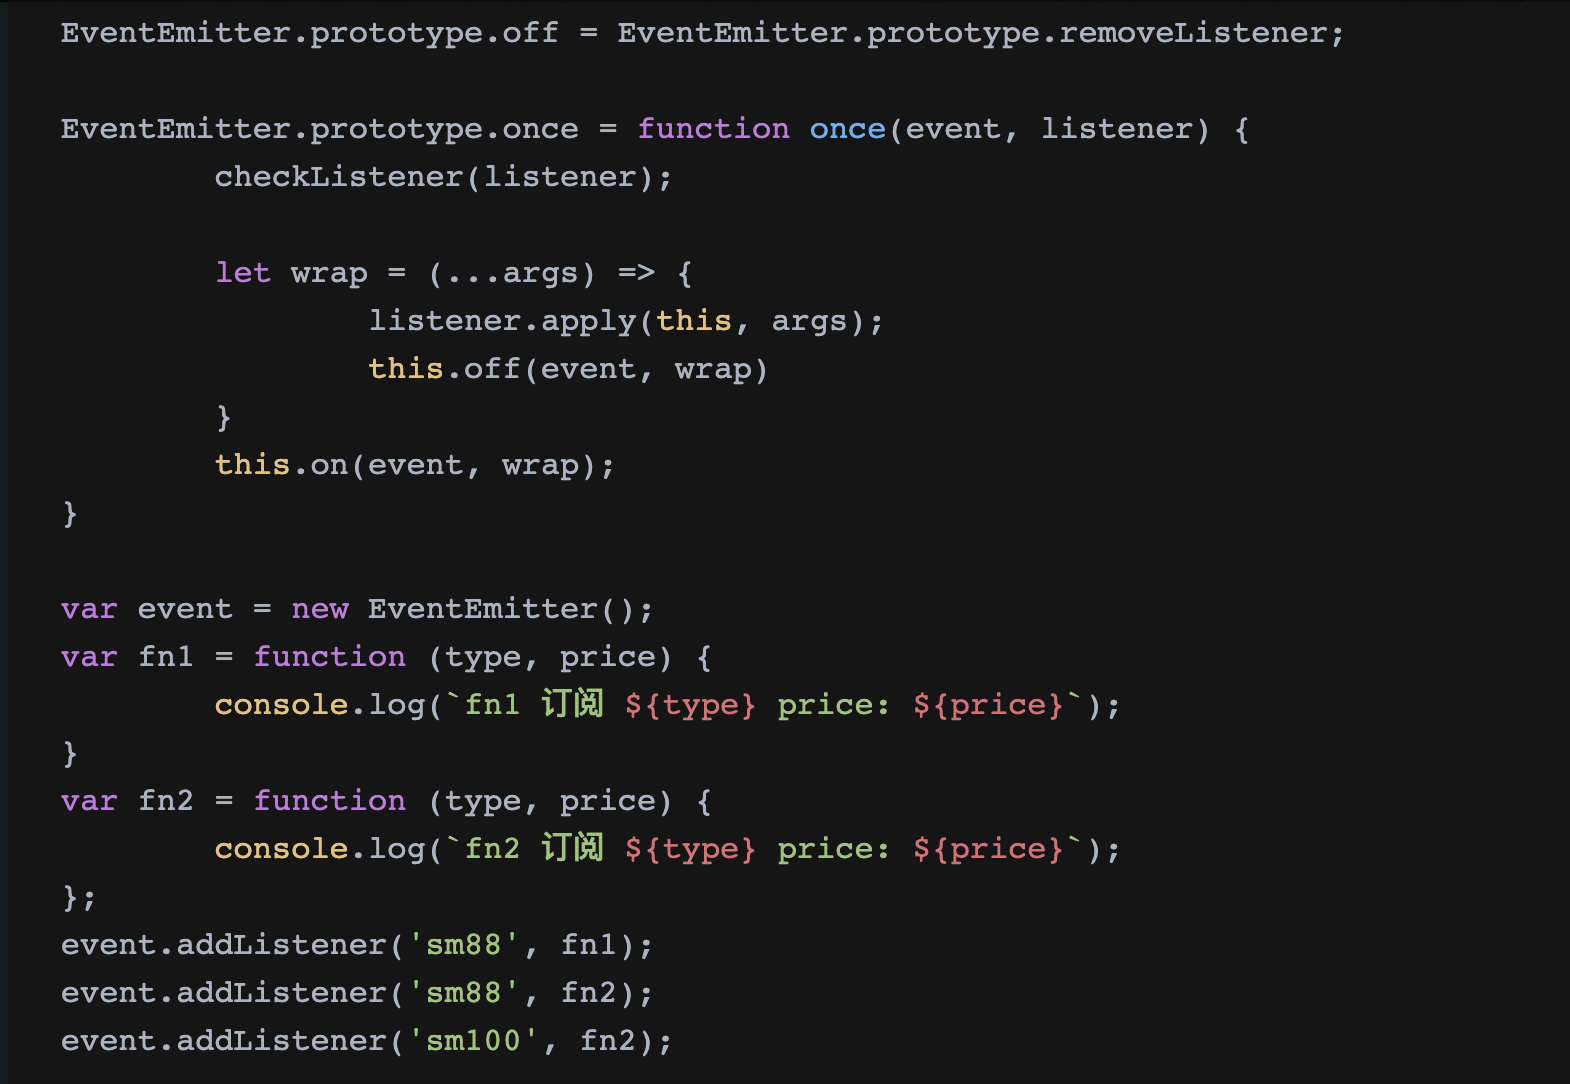 EventEmitter.prototype.off = EventEmitter.prototype.removeListener;
EventEmitter.prototype.once = function once(event, listener) {
checkListener(listener);
let wrap = (...args) => {
listener.apply(this, args);
this.off(event, wrap)
}
this.on(event, wrap);
}
var event = new EventEmitter();
var fn1 = function (type, price) {
console.log(`fn1 订阅 ${type} price: ${price}`);
}
var fn2 = function (type, price) {
console.log(`fn2 订阅 ${type} price: ${price}`);
};
event.addListener('sm88', fn1);
event.addListener('sm88', fn2);
event.addListener('sm100', fn2);